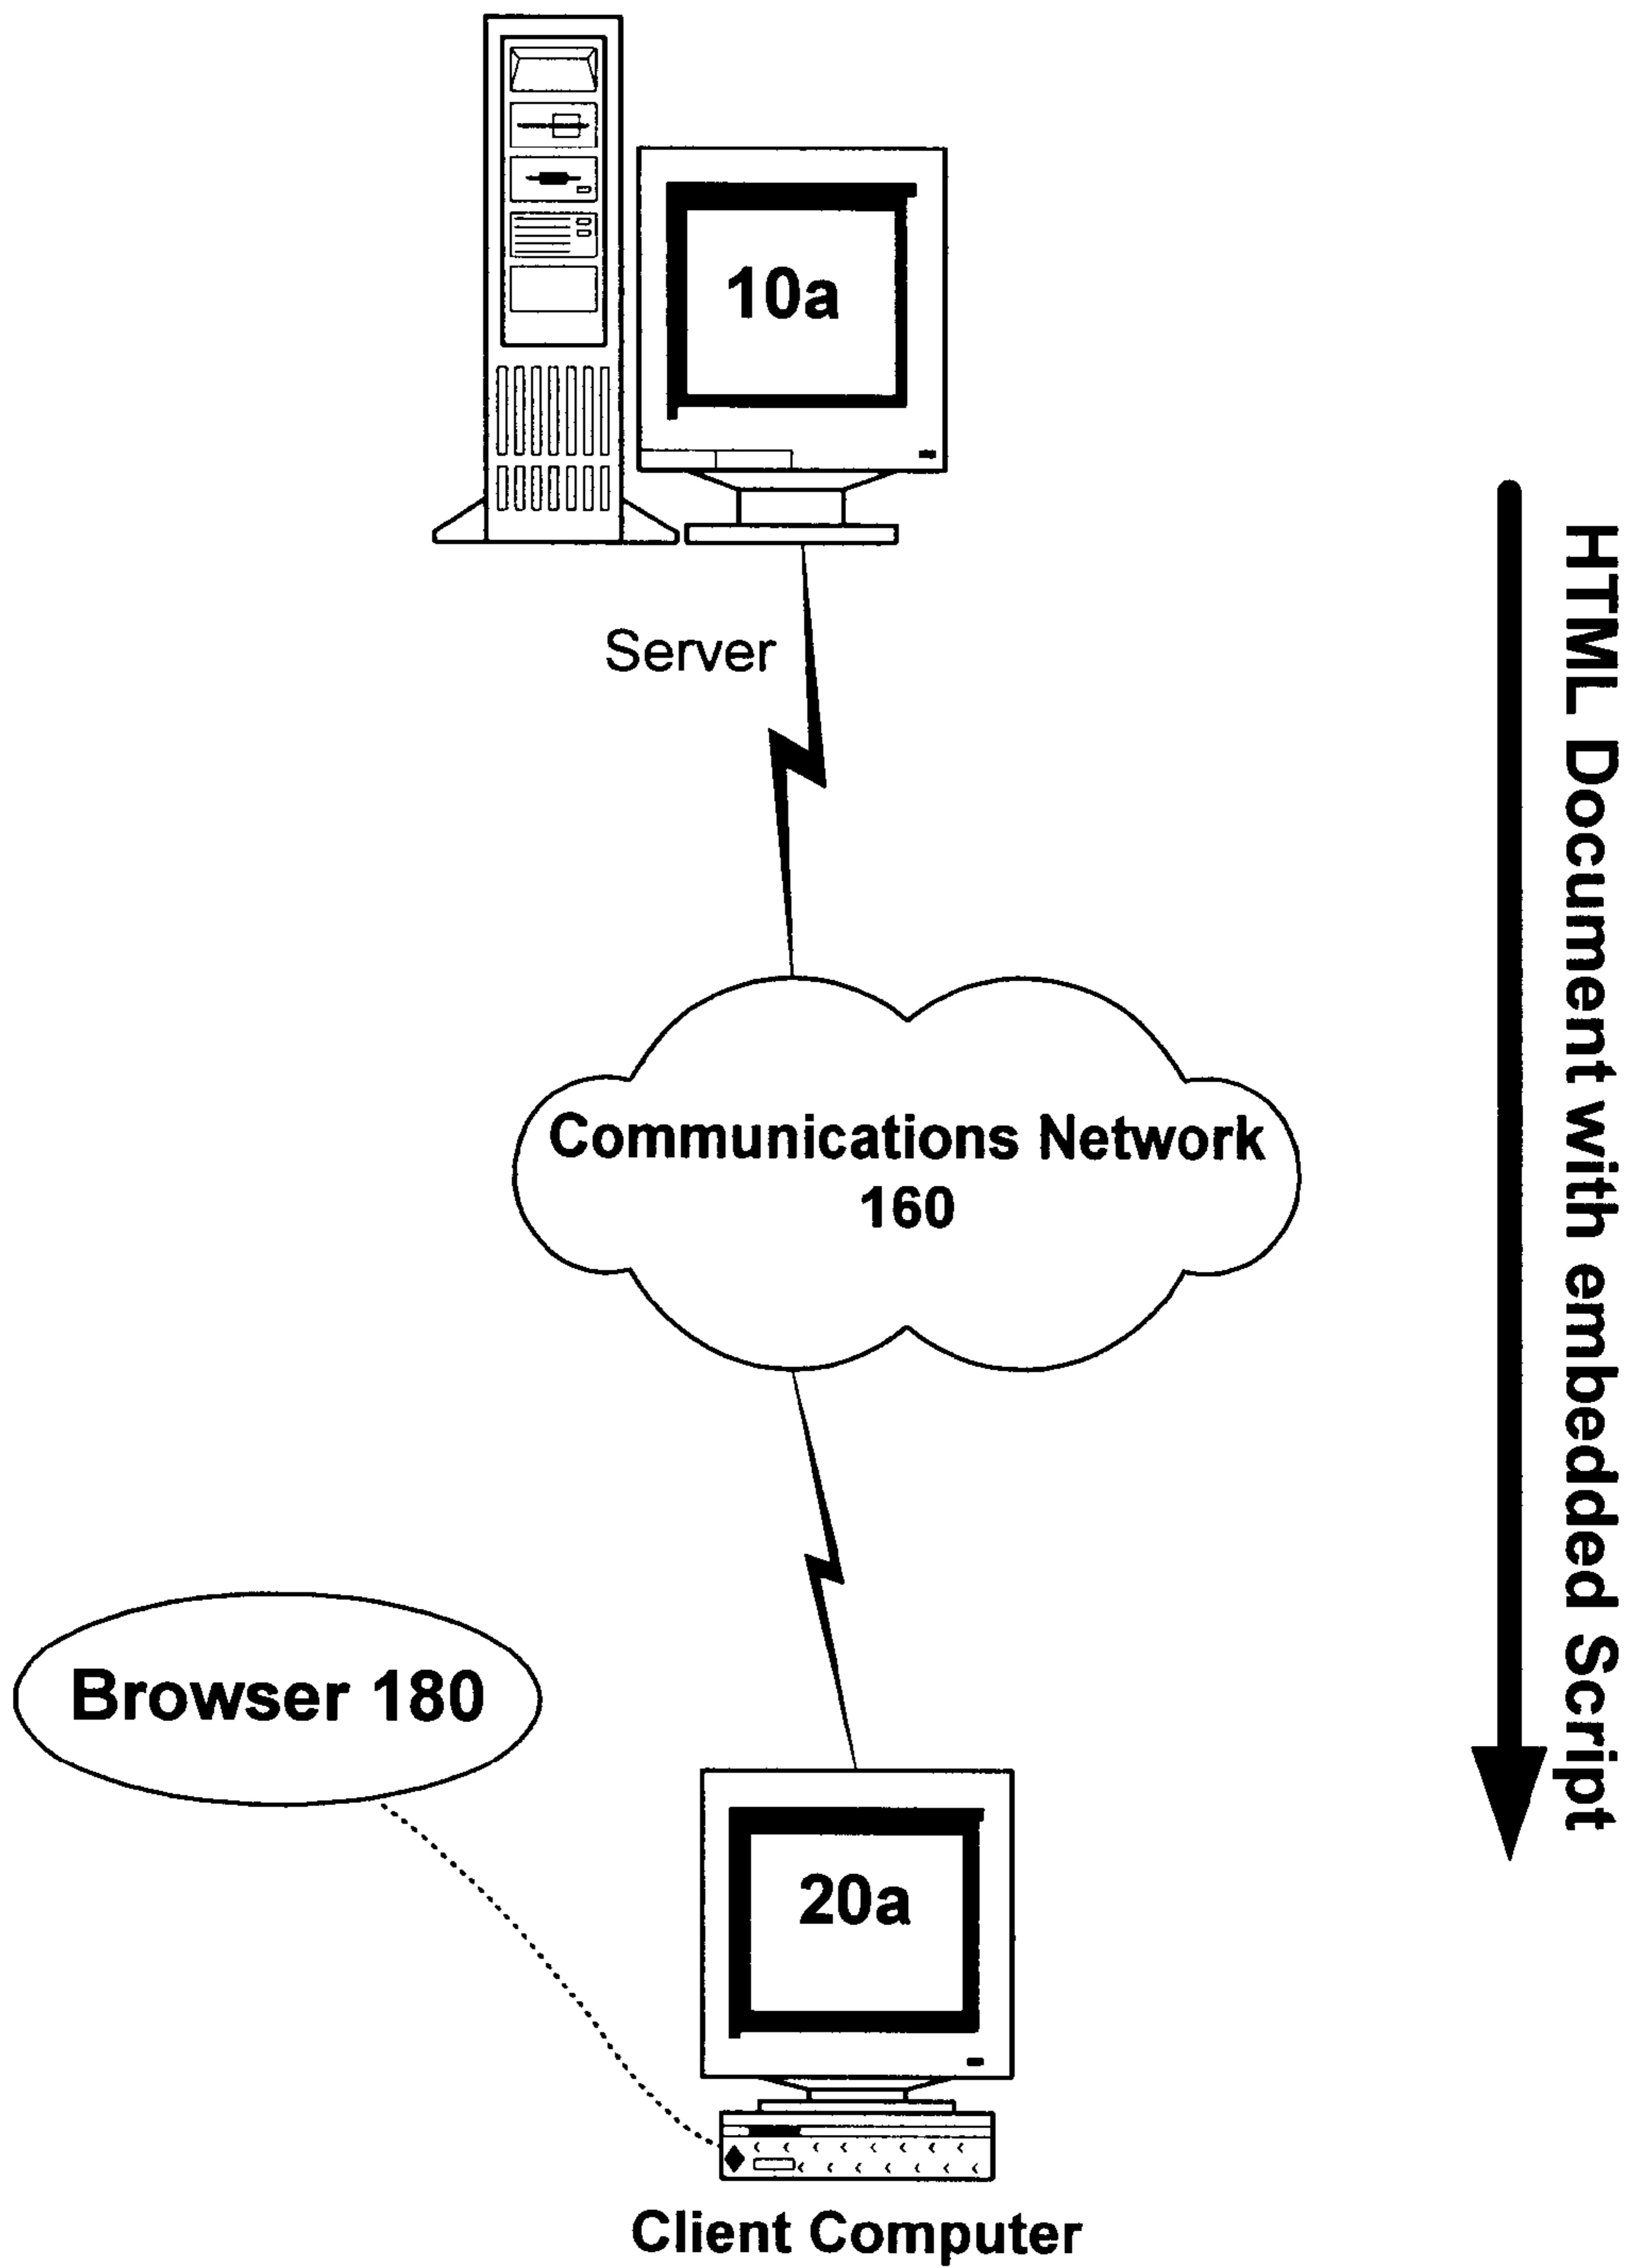 10a
Server
HTML Document with embedded Script
Communications Network
160
Browser 180
20a
Client Computer